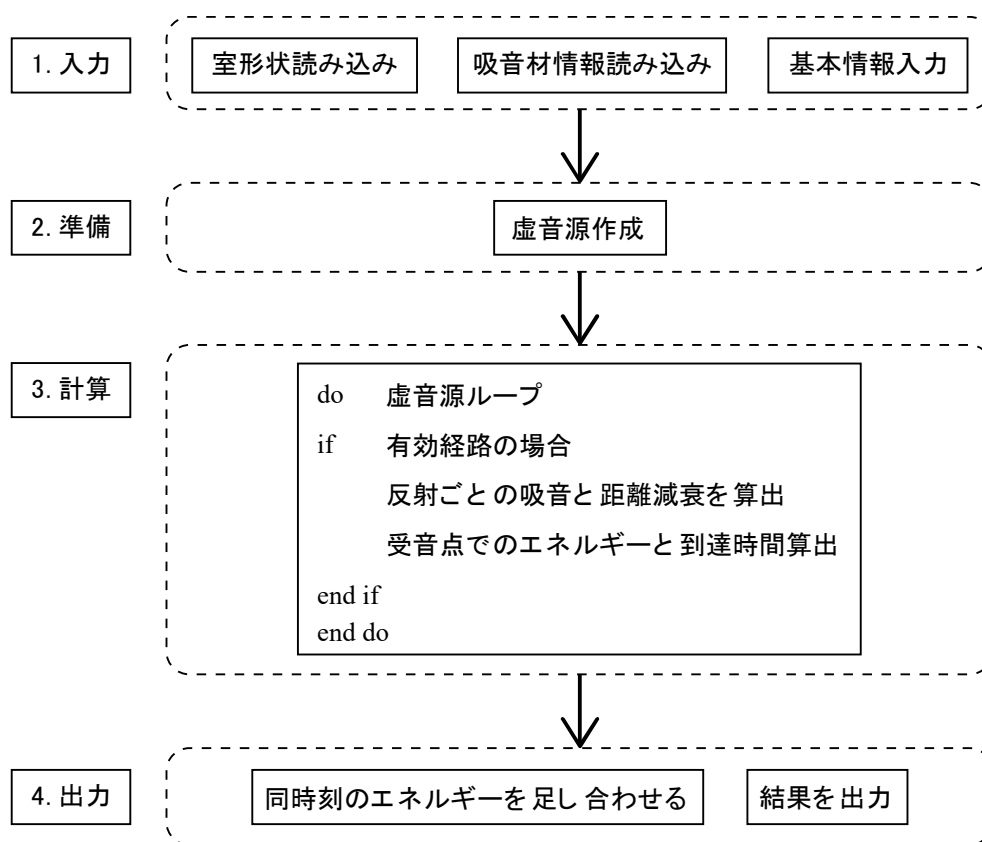 1. 入力
室形状読み込み
吸音材情報読み込み
基本情報入力
2. 準備
虚音源作成
3. 計算
do 虚音源ループ
if 有効経路の場合
反射ごとの吸音と距離減衰を算出
受音点でのエネルギーと到達時間算出
end if
end do
4. 出力
同時刻のエネルギーを足し合わせる
結果を出力